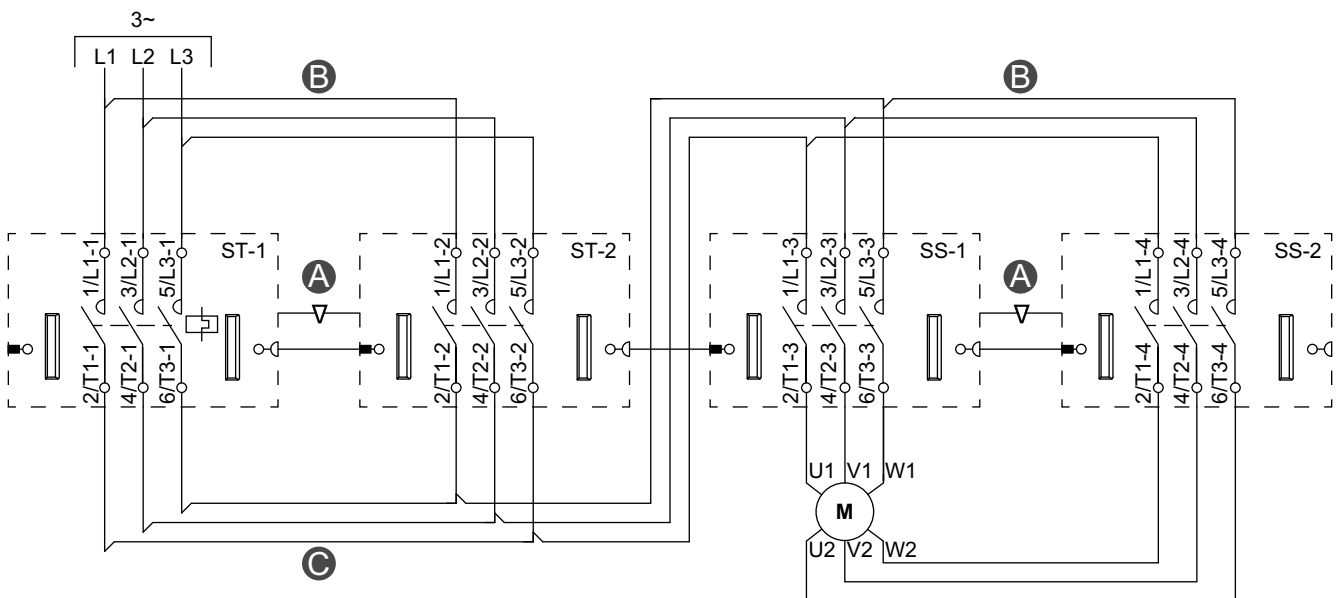 3~
L1 L2 L3
B B
1/L1-1 3/L2-1 5/L3-1 ST-1
1/L1-2 3/L2-2 5/L3-2 ST-2
1/L1-3 3/L2-3 5/L3-3 SS-1
1/L1-4 3/L2-4 5/L3-4 SS-2
A A
2/T1-1 4/T2-1 6/T3-1
2/T1-2 4/T2-2 6/T3-2
2/T1-3 4/T2-3 6/T3-3
2/T1-4 4/T2-4 6/T3-4
U1 V1 W1
M
U2 V2 W2
C